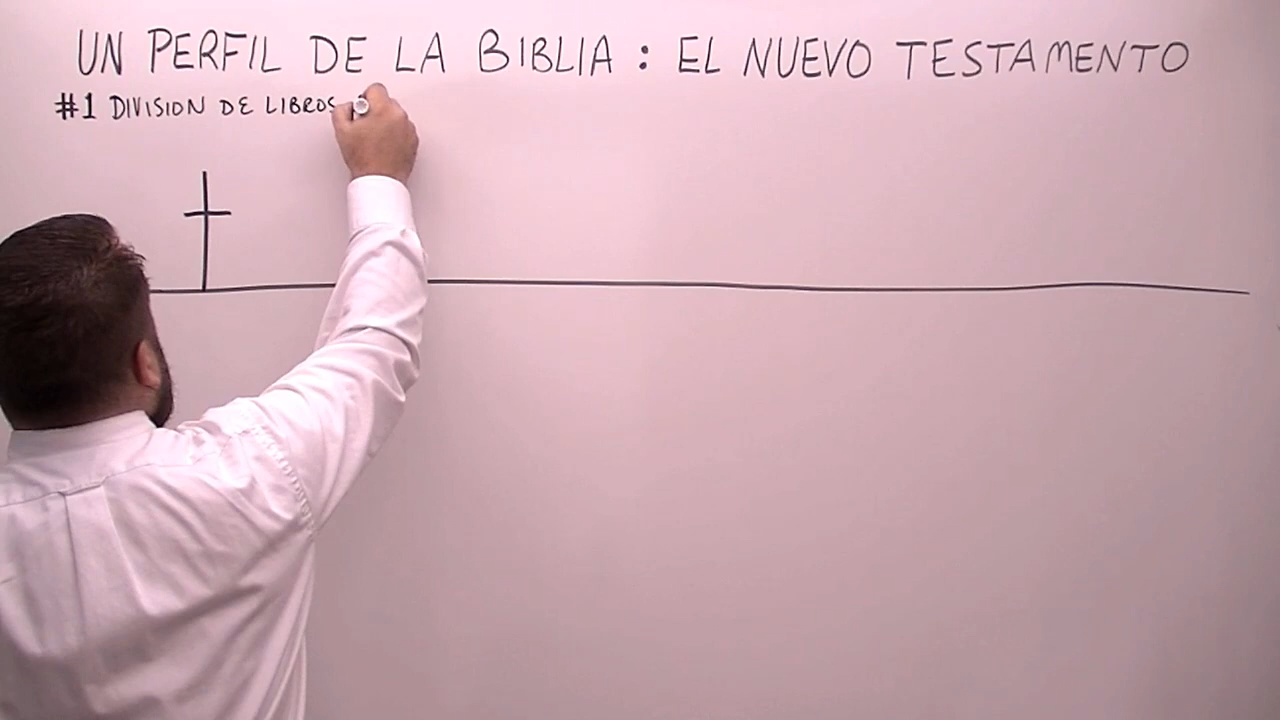 UN PERFIL DE LA BIBLIA : EL NUEVO TESTAMENTO
#1 DIVISION DE LIBROS